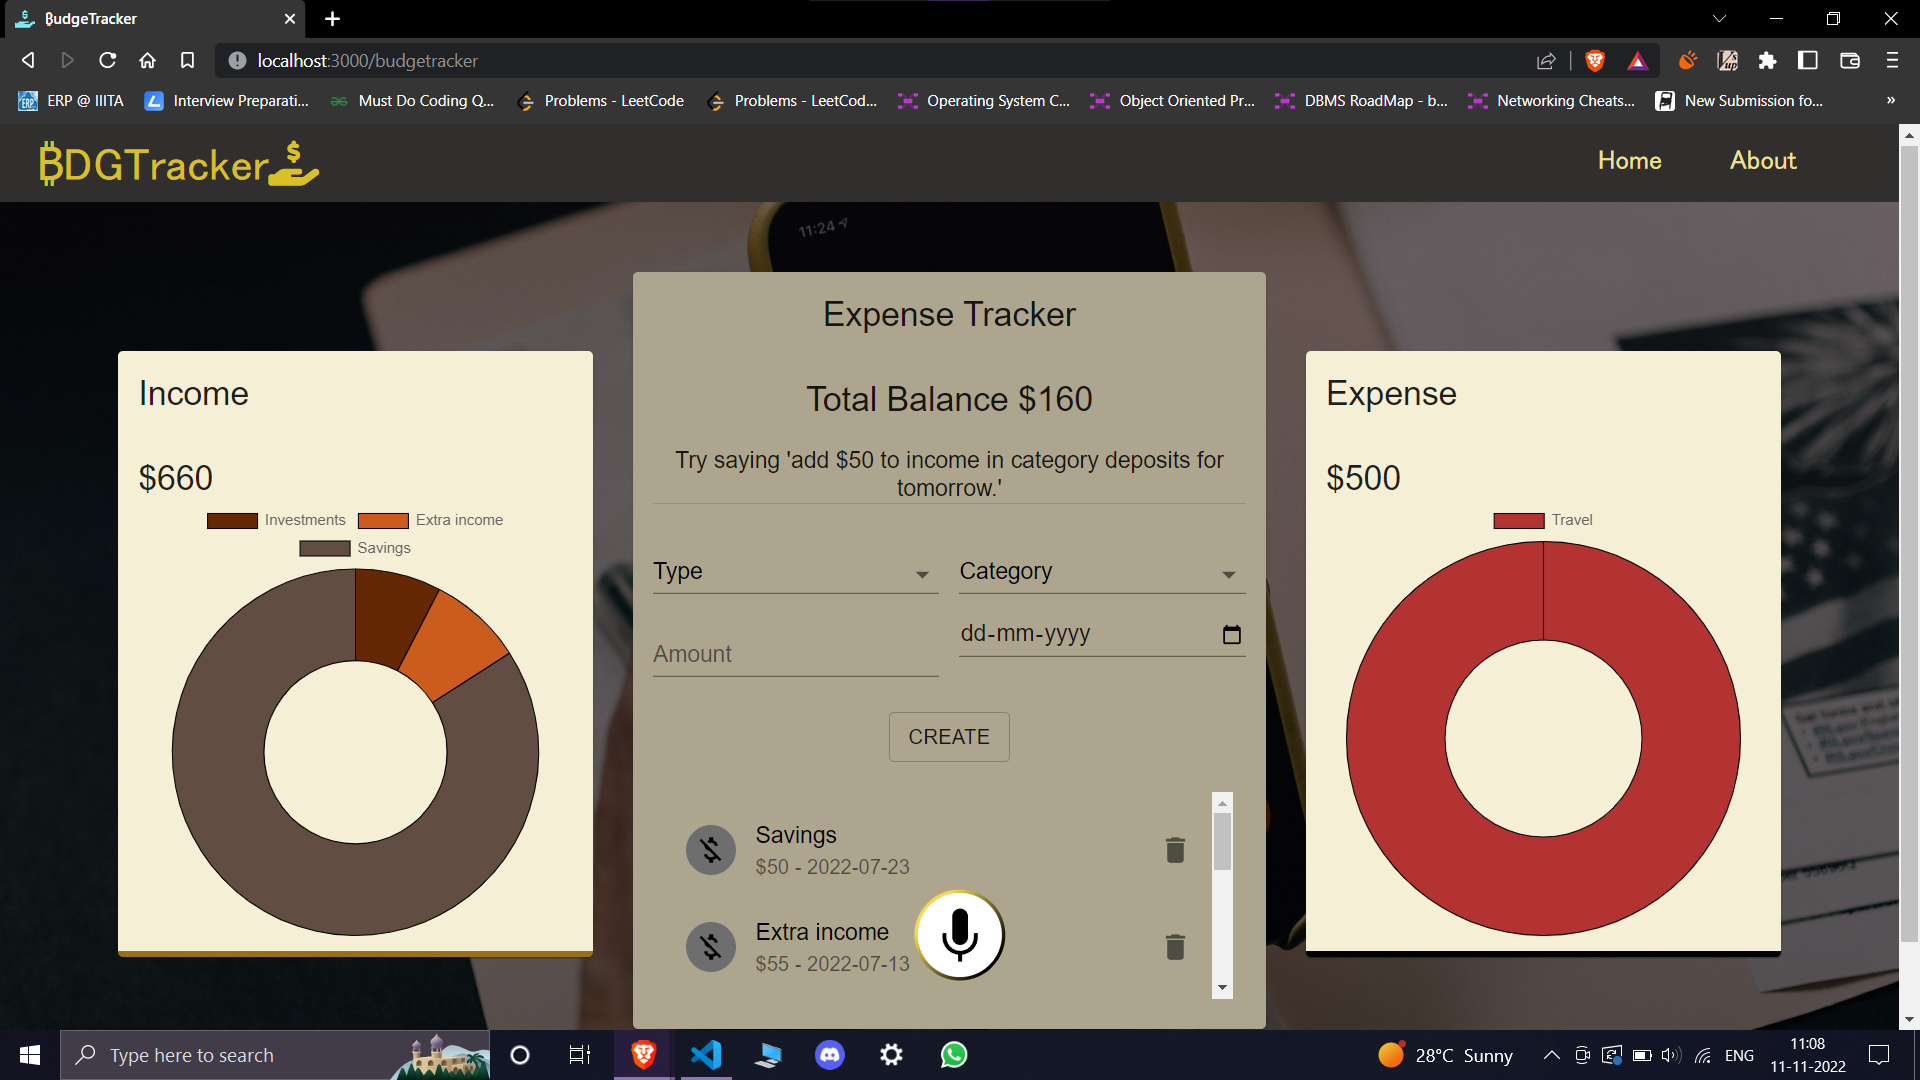 ₿udgeTracker
localhost:3000/budgetracker
ERP @ IIITA
Interview Preparati...
Must Do Coding Q...
Problems - LeetCode
Problems - LeetCod...
Operating System C...
Object Oriented Pr...
DBMS RoadMap - b...
Networking Cheats...
New Submission fo...
»
₿DGTracker
Home
About
11:24
Expense Tracker
Total Balance $160
Try saying 'add $50 to income in category deposits for
tomorrow.'
Type
Category
Amount
dd-mm-yyyy
CREATE
Savings
$50 - 2022-07-23
Extra income
$55 - 2022-07-13
Income
$660
Investments
Extra income
Savings
Expense
$500
Travel
Type here to search
28°C Sunny
ENG
11:08
11-11-2022